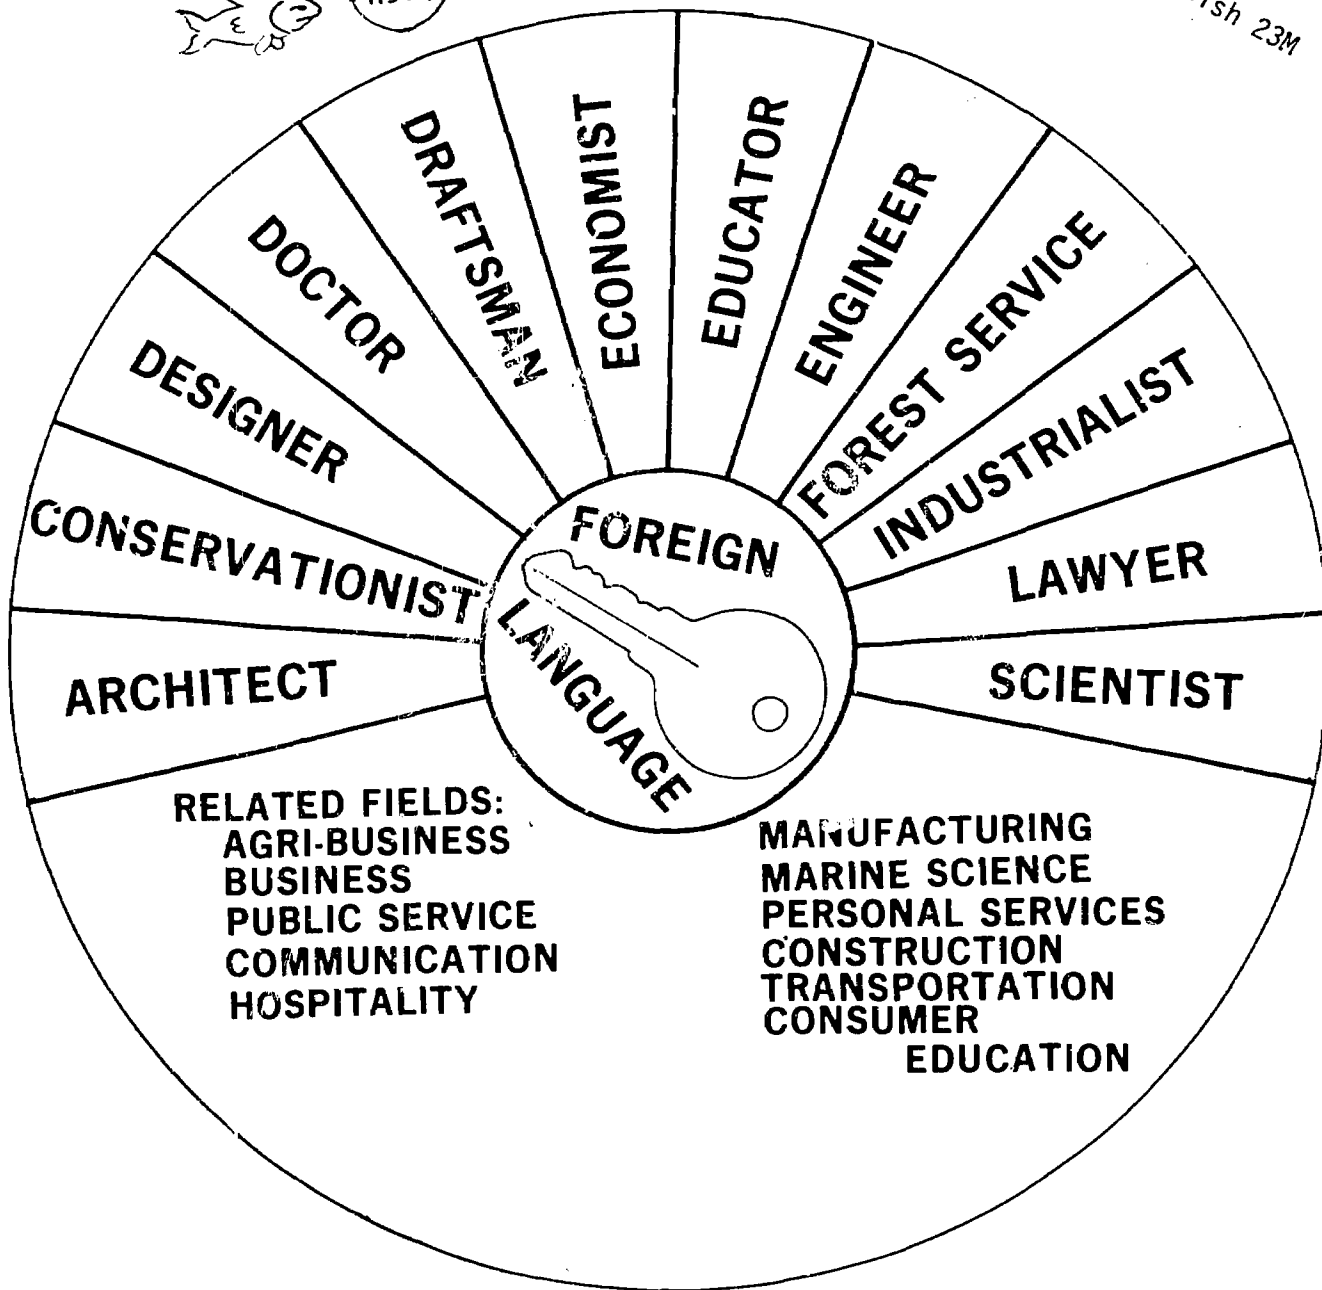 23M
DRAFTSMAN
ECONOMIST
EDUCATOR
ENGINEER
DOCTOR
FOREST SERVICE
DESIGNER
INDUSTRIALIST
CONSERVATIONIST
LAWYER
ARCHITECT
SCIENTIST
FOREIGN
LANGUAGE
RELATED FIELDS:
AGRI-BUSINESS
BUSINESS
PUBLIC SERVICE
COMMUNICATION
HOSPITALITY
MANUFACTURING
MARINE SCIENCE
PERSONAL SERVICES
CONSTRUCTION
TRANSPORTATION
CONSUMER
EDUCATION